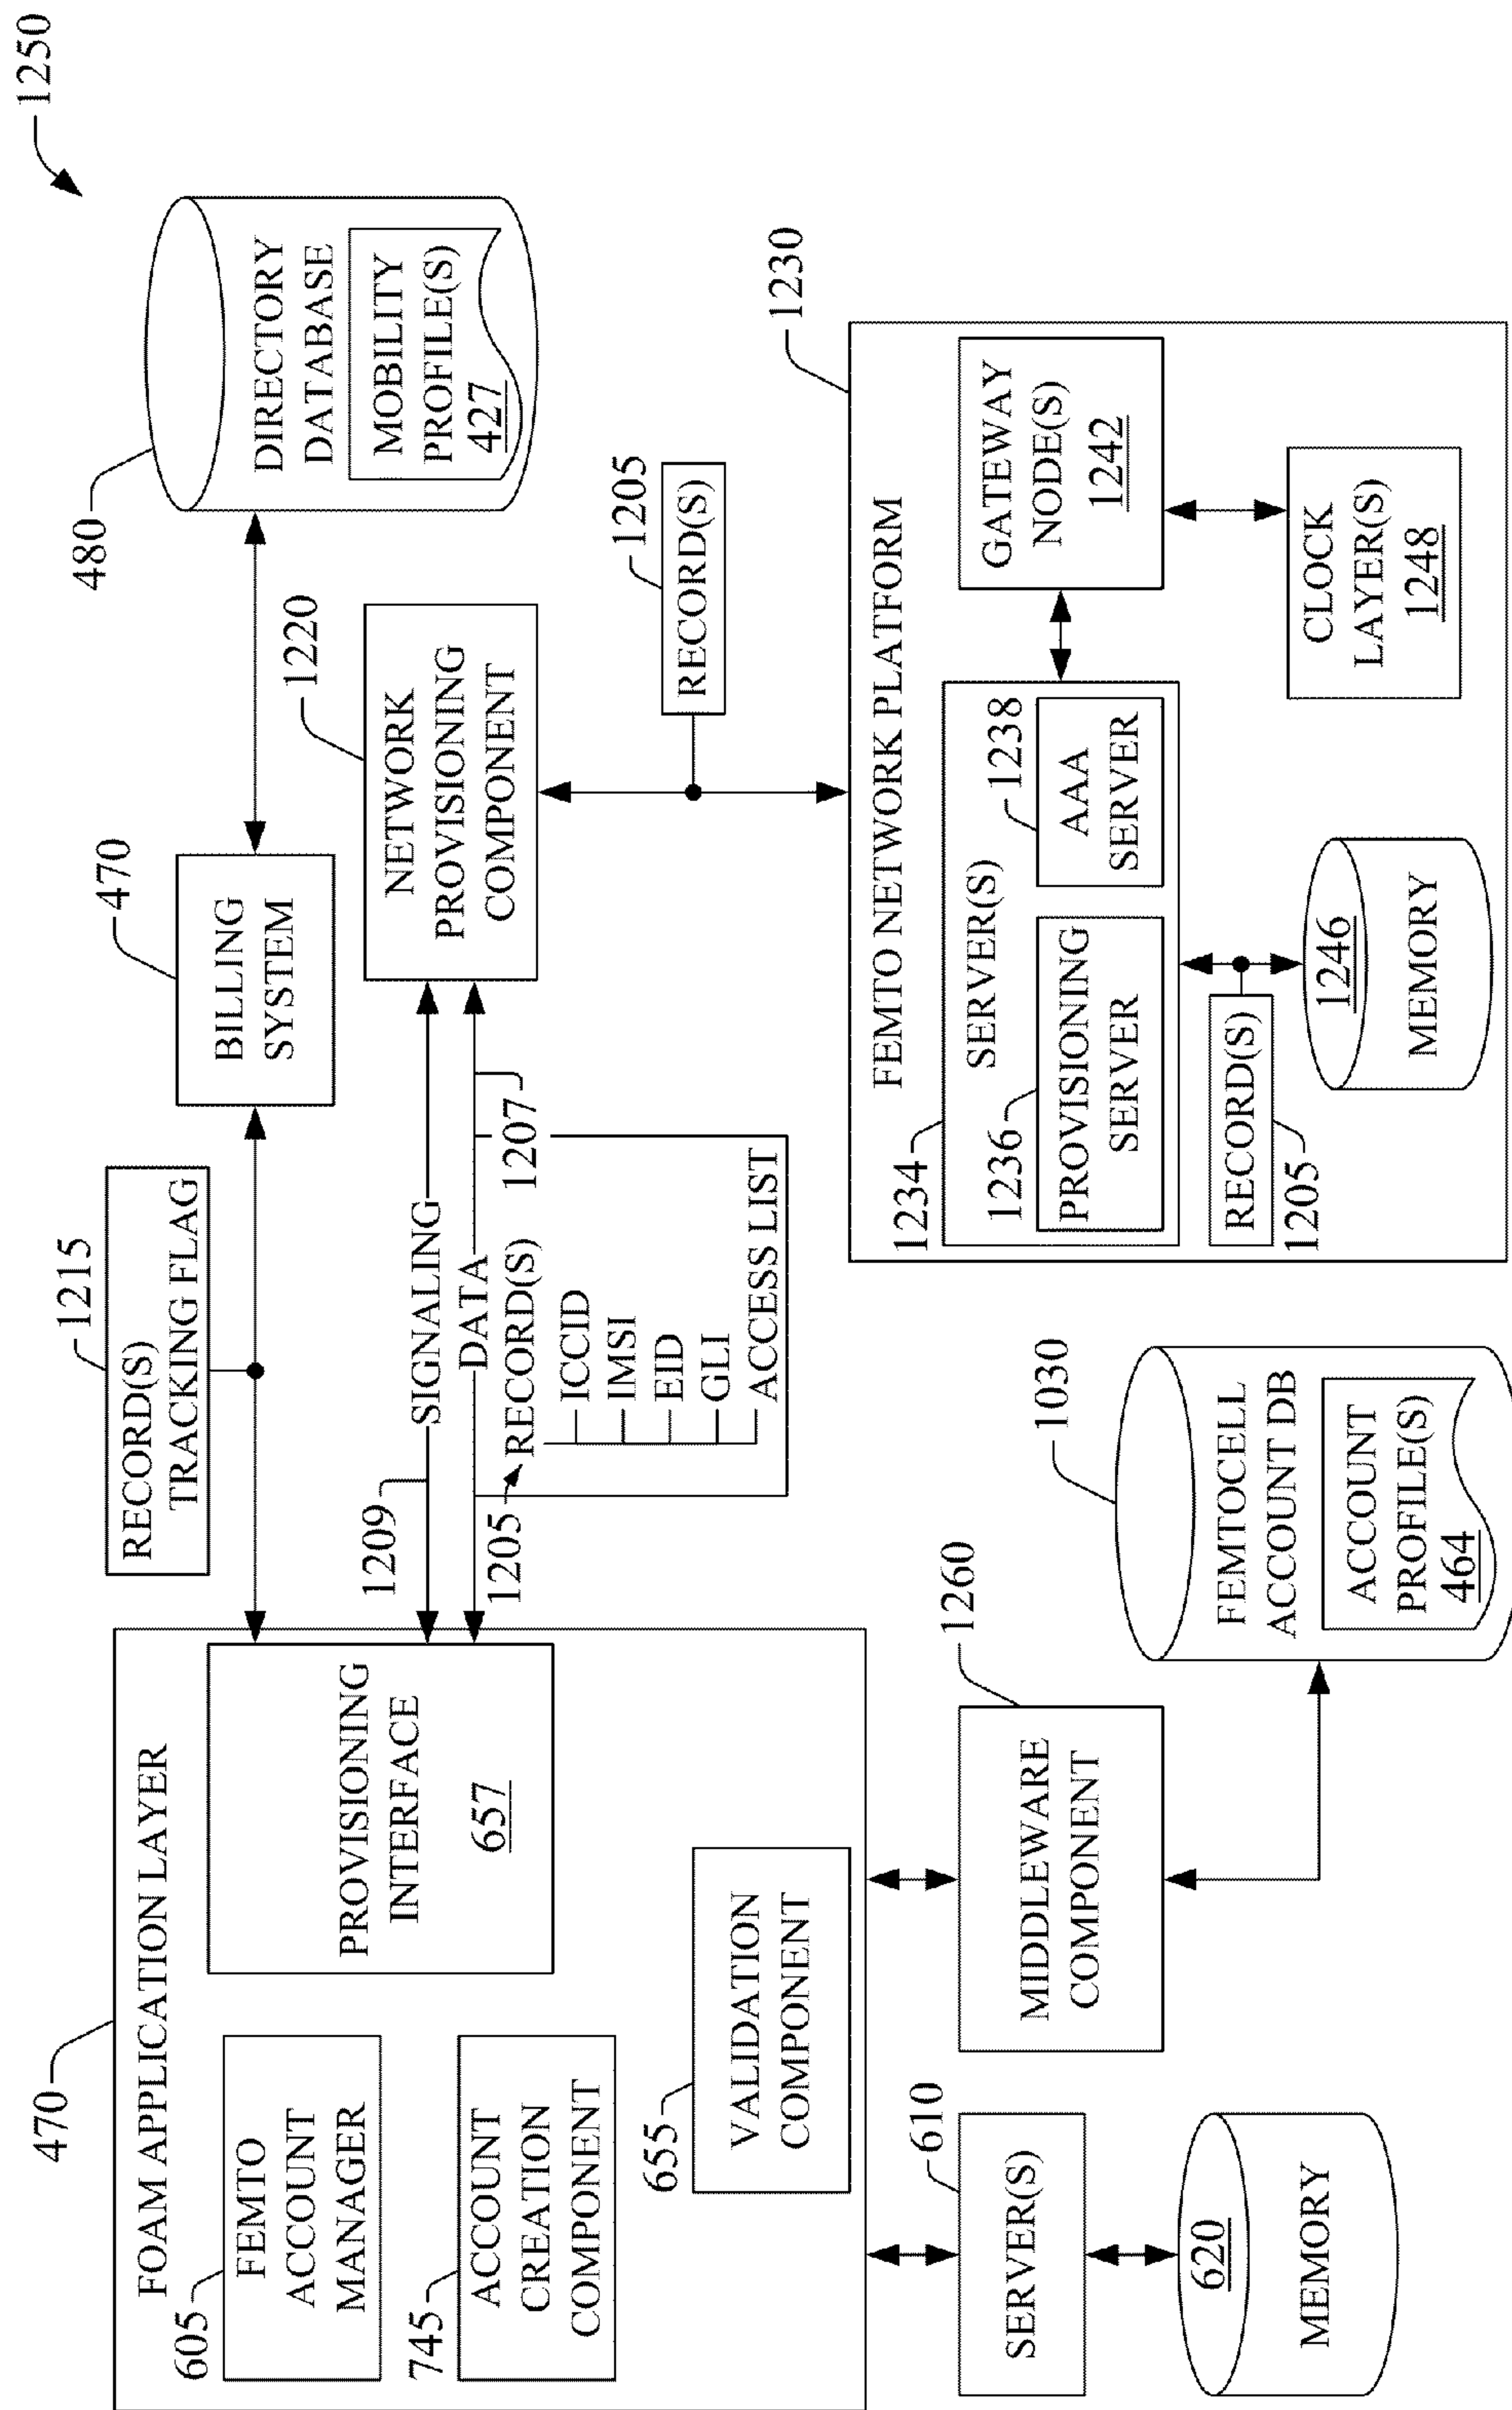 1250
470
FOAM APPLICATION LAYER
605
FEMTO
ACCOUNT
MANAGER
745
ACCOUNT
CREATION
COMPONENT
PROVISIONING
INTERFACE
657
655
VALIDATION
COMPONENT
610
SERVER(S)
620
MEMORY
1260
MIDDLEWARE
COMPONENT
1030
FEMTOCELL
ACCOUNT DB
ACCOUNT
PROFILE(S)
464
1215
RECORD(S)
TRACKING FLAG
1209
SIGNALING
DATA
1207
1205
RECORD(S)
ICCID
IMSI
EID
GLI
ACCESS LIST
470
BILLING
SYSTEM
480
DIRECTORY
DATABASE
MOBILITY
PROFILE(S)
427
1220
NETWORK
PROVISIONING
COMPONENT
1205
RECORD(S)
1230
FEMTO NETWORK PLATFORM
1234
SERVER(S)
1236
PROVISIONING
SERVER
1238
AAA
SERVER
GATEWAY
NODE(S)
1242
RECORD(S)
1205
1246
MEMORY
CLOCK
LAYER(S)
1248